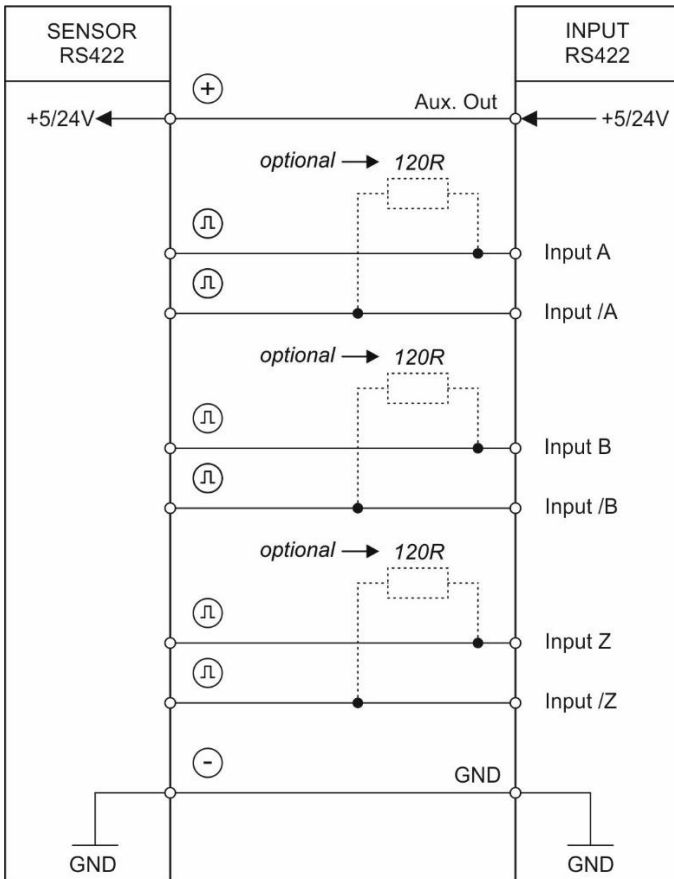 SENSOR
RS422
INPUT
RS422
+
Aux. Out
+5/24V
+5/24V
optional
120R
Input A
Input /A
optional
120R
Input B
Input /B
optional
120R
Input Z
Input /Z
-
GND
GND
GND